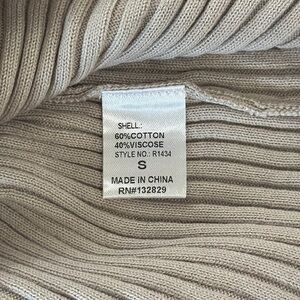 SHELL:
60%COTTON
40%VISCOSE
STYLE NO.: R1434
S
MADE IN CHINA
RN#132829